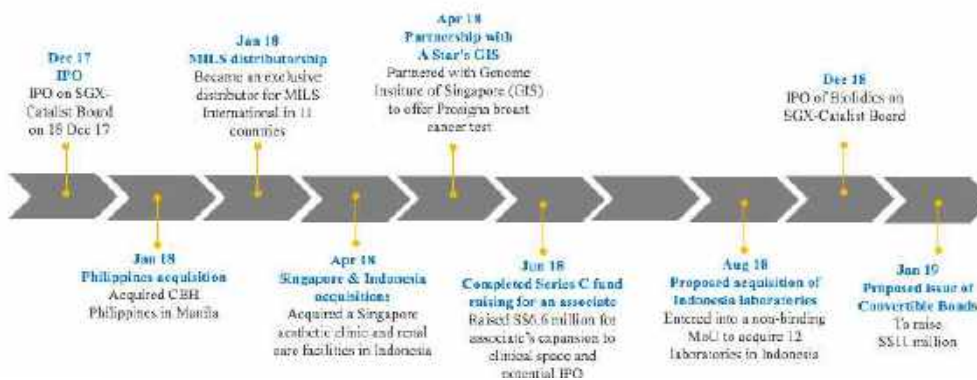 Dec 17
IPO
IPO on SGX-
Catalist Board
on 18 Dec 17
Jan 18
Philippines acquisition
Acquired CBH
Philippines in Manila
Jan 18
MILS distributorship
Became an exclusive
distributor for MILS
International in 11
countries
Apr 18
Singapore & Indonesia
acquisitions
Acquired a Singapore
aesthetic clinic and renal
care facilities in Indonesia
Apr 18
Partnership with
A Star's GIS
Partnered with Genome
Institute of Singapore (GIS)
to offer Prosigna breast
cancer test
Jun 18
Completed Series C fund
raising for an associate
Raised S$6.6 million for
associate's expansion to
clinical space and
potential IPO
Aug 18
Proposed acquisition of
Indonesia laboratories
Entered into a non-binding
MoU to acquire 12
laboratories in Indonesia
Dec 18
IPO of Biolidics on
SGX-Catalist Board
Jan 19
Proposed issue of
Convertible Bonds
To raise
S$11 million